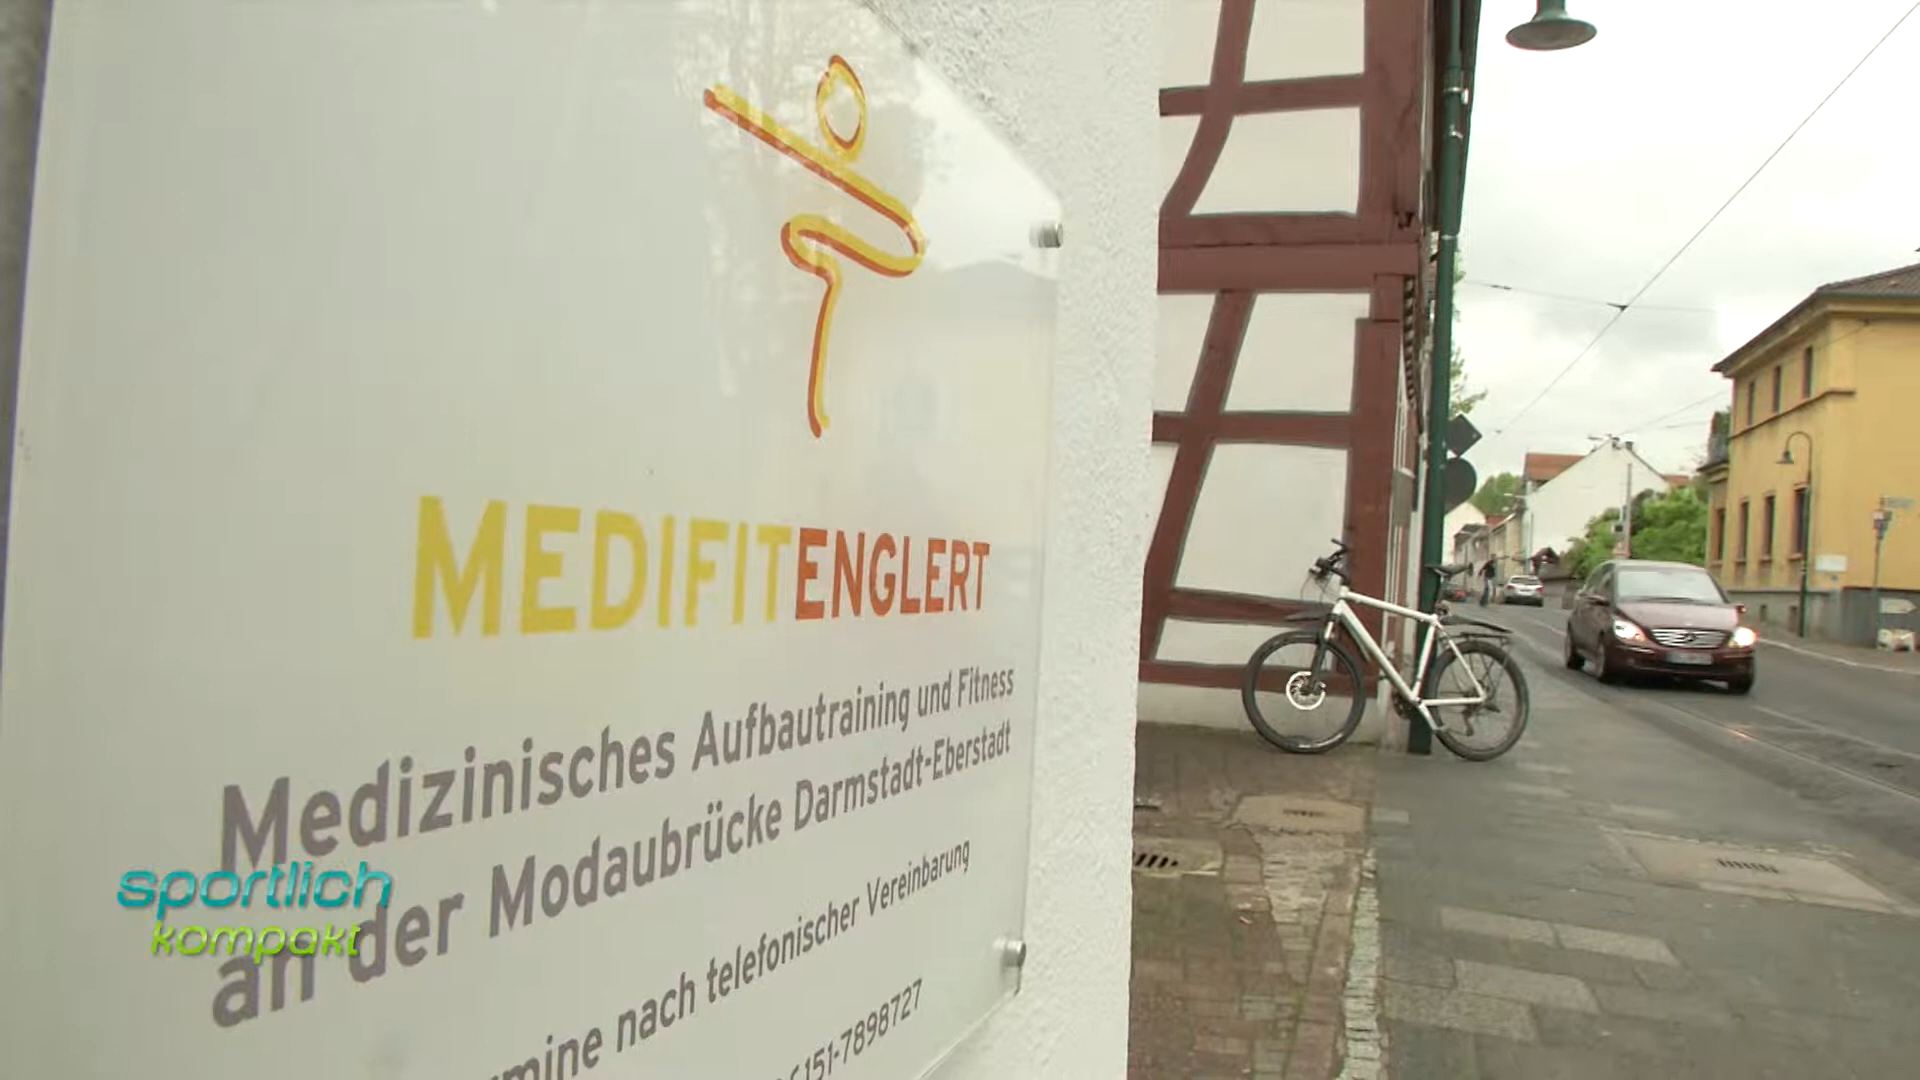 MEDIFITENGLERT
Medizinisches Aufbautraining und Fitness
an der Modaubrücke Darmstadt-Eberstadt
nach telefonischer Vereinbarung
151-7898727
sportlich
kompakt